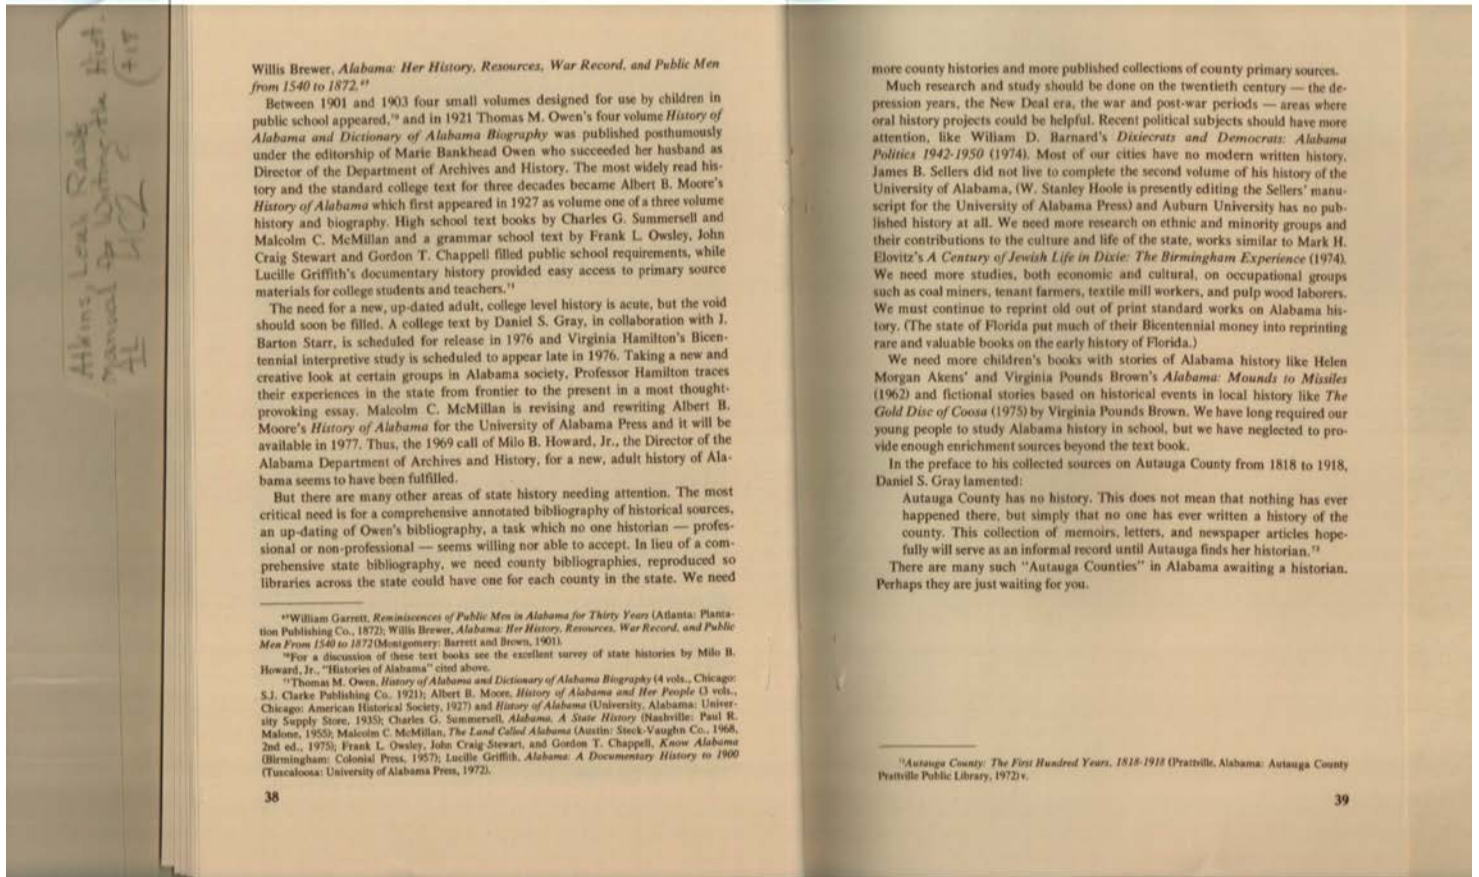 Atkins, Leah Rawls
Manual for Writing Ala Hist.
Willis Brewer, Alabama: Her History, Resources, War Record, and Public Men
from 1540 to 1872.⁶⁹
Between 1901 and 1903 four small volumes designed for use by children in
public school appeared,⁷⁰ and in 1921 Thomas M. Owen's four volume History of
Alabama and Dictionary of Alabama Biography was published posthumously
under the editorship of Marie Bankhead Owen who succeeded her husband as
Director of the Department of Archives and History. The most widely read his-
tory and the standard college text for three decades became Albert B. Moore's
History of Alabama which first appeared in 1927 as volume one of a three volume
history and biography. High school text books by Charles G. Summersell and
Malcolm C. McMillan and a grammar school text by Frank L. Owsley, John
Craig Stewart and Gordon T. Chappell filled public school requirements, while
Lucille Griffith's documentary history provided easy access to primary source
materials for college students and teachers.⁷¹
The need for a new, up-dated adult, college level history is acute, but the void
should soon be filled. A college text by Daniel S. Gray, in collaboration with J.
Barton Starr, is scheduled for release in 1976 and Virginia Hamilton's Bicen-
tennial interpretive study is scheduled to appear late in 1976. Taking a new and
creative look at certain groups in Alabama society, Professor Hamilton traces
their experiences in the state from frontier to the present in a most thought-
provoking essay. Malcolm C. McMillan is revising and rewriting Albert B.
Moore's History of Alabama for the University of Alabama Press and it will be
available in 1977. Thus, the 1969 call of Milo B. Howard, Jr., the Director of the
Alabama Department of Archives and History, for a new, adult history of Ala-
bama seems to have been fulfilled.
But there are many other areas of state history needing attention. The most
critical need is for a comprehensive annotated bibliography of historical sources,
an up-dating of Owen's bibliography, a task which no one historian — profes-
sional or non-professional — seems willing nor able to accept. In lieu of a com-
prehensive state bibliography, we need county bibliographies, reproduced so
libraries across the state could have one for each county in the state. We need
⁶⁹William Garrett, Reminiscences of Public Men in Alabama for Thirty Years (Atlanta: Planta-
tion Publishing Co., 1872); Willis Brewer, Alabama: Her History, Resources, War Record, and Public
Men From 1540 to 1872 (Montgomery: Barrett and Brown, 1901).
⁷⁰For a discussion of these text books see the excellent survey of state histories by Milo B.
Howard, Jr., "Histories of Alabama" cited above.
⁷¹Thomas M. Owen, History of Alabama and Dictionary of Alabama Biography (4 vols., Chicago:
S.J. Clarke Publishing Co. 1921); Albert B. Moore, History of Alabama and Her People (3 vols.,
Chicago: American Historical Society, 1927) and History of Alabama (University, Alabama: Univer-
sity Supply Store, 1935); Charles G. Summersell, Alabama, A State History (Nashville: Paul R.
Malone, 1955); Malcolm C. McMillan, The Land Called Alabama (Austin: Steck-Vaughn Co., 1968,
2nd ed., 1975); Frank L. Owsley, John Craig-Stewart, and Gordon T. Chappell, Know Alabama
(Birmingham: Colonial Press, 1957); Lucille Griffith, Alabama: A Documentary History to 1900
(Tuscaloosa: University of Alabama Press, 1972).
38
more county histories and more published collections of county primary sources.
Much research and study should be done on the twentieth century — the de-
pression years, the New Deal era, the war and post-war periods — areas where
oral history projects could be helpful. Recent political subjects should have more
attention, like Wiliam D. Barnard's Dixiecrats and Democrats: Alabama
Politics 1942-1950 (1974). Most of our cities have no modern written history.
James B. Sellers did not live to complete the second volume of his history of the
University of Alabama, (W. Stanley Hoole is presently editing the Sellers' manu-
script for the University of Alabama Press) and Auburn University has no pub-
lished history at all. We need more research on ethnic and minority groups and
their contributions to the culture and life of the state, works similar to Mark H.
Elovitz's A Century of Jewish Life in Dixie: The Birmingham Experience (1974).
We need more studies, both economic and cultural, on occupational groups
such as coal miners, tenant farmers, textile mill workers, and pulp wood laborers.
We must continue to reprint old out of print standard works on Alabama his-
tory. (The state of Florida put much of their Bicentennial money into reprinting
rare and valuable books on the early history of Florida.)
We need more children's books with stories of Alabama history like Helen
Morgan Akens' and Virginia Pounds Brown's Alabama: Mounds to Missiles
(1962) and fictional stories based on historical events in local history like The
Gold Disc of Coosa (1975) by Virginia Pounds Brown. We have long required our
young people to study Alabama history in school, but we have neglected to pro-
vide enough enrichment sources beyond the text book.
In the preface to his collected sources on Autauga County from 1818 to 1918,
Daniel S. Gray lamented:
Autauga County has no history. This does not mean that nothing has ever
happened there, but simply that no one has ever written a history of the
county. This collection of memoirs, letters, and newspaper articles hope-
fully will serve as an informal record until Autauga finds her historian.⁷²
There are many such "Autauga Counties" in Alabama awaiting a historian.
Perhaps they are just waiting for you.
⁷²Autauga County: The First Hundred Years, 1818-1918 (Prattville, Alabama: Autauga County
Prattville Public Library, 1972) v.
39